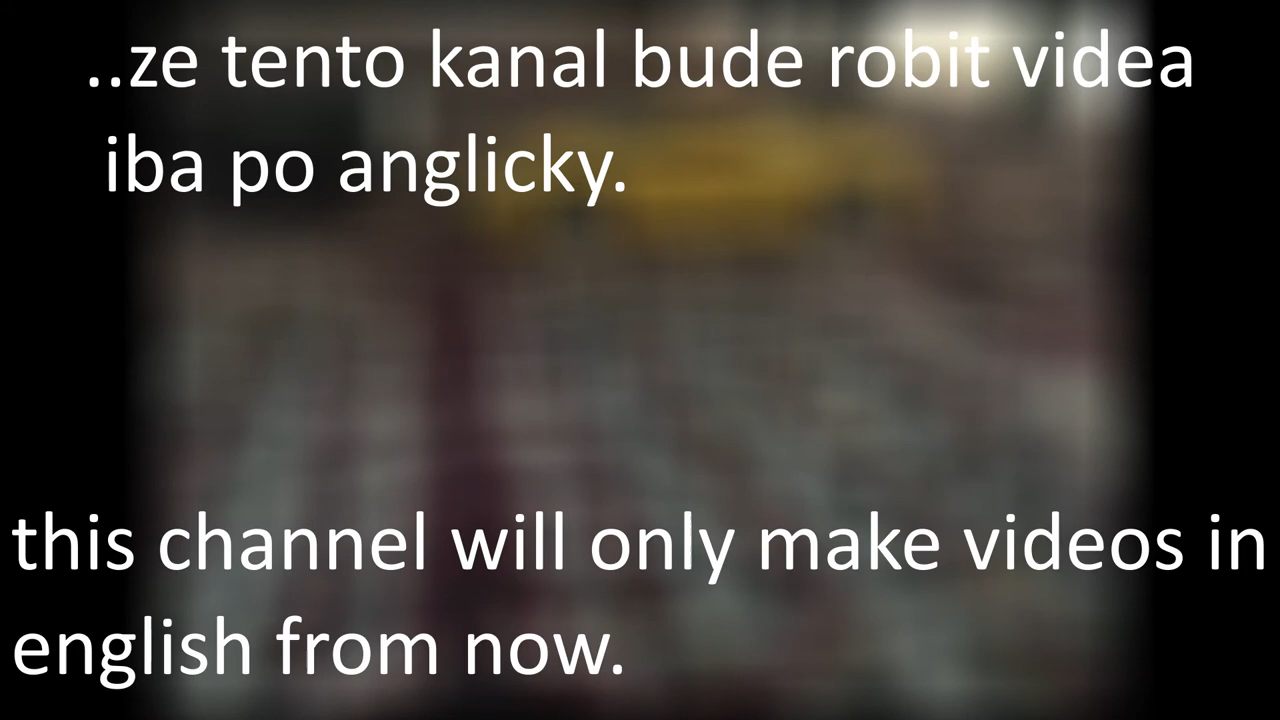 ..ze tento kanal bude robit videa
iba po anglicky.
this channel will only make videos in
english from now.